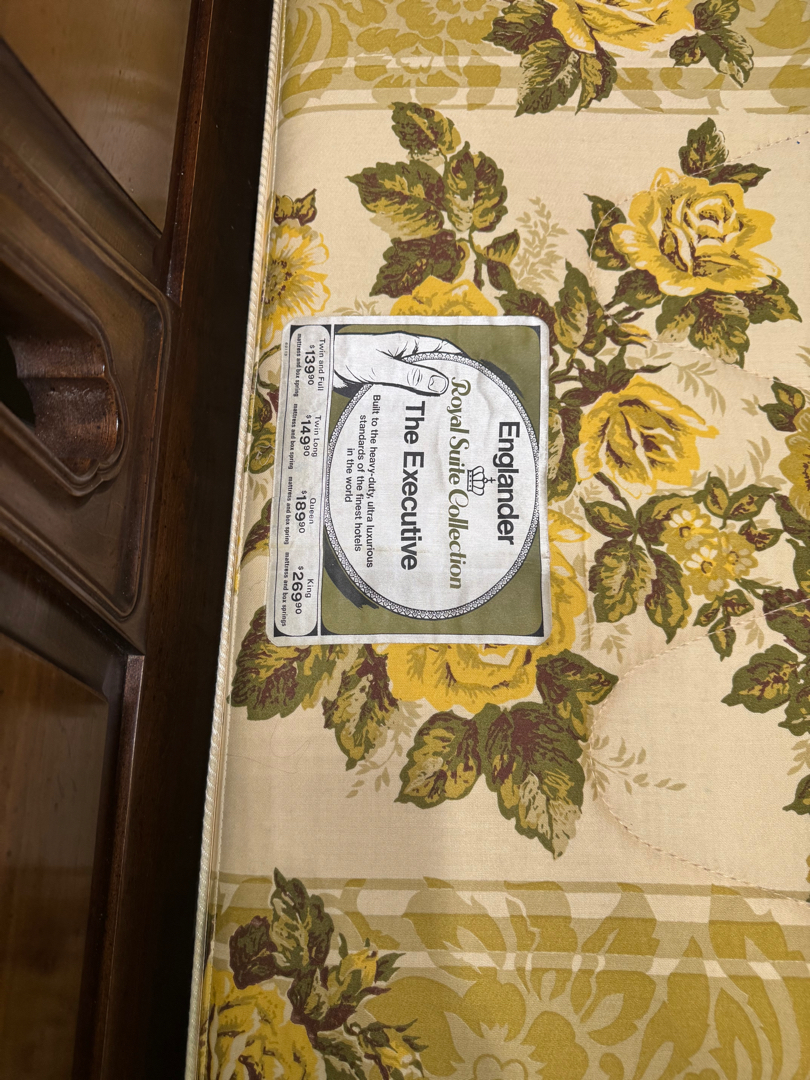 Englander
Royal Suite Collection
The Executive
Built to the heavy-duty, ultra luxurious
standards of the finest hotels
in the world
Twin and Full
$139.90
mattress and box spring
Twin Long
$149.90
mattress and box spring
Queen
$189.90
mattress and box spring
King
$269.90
mattress and box springs